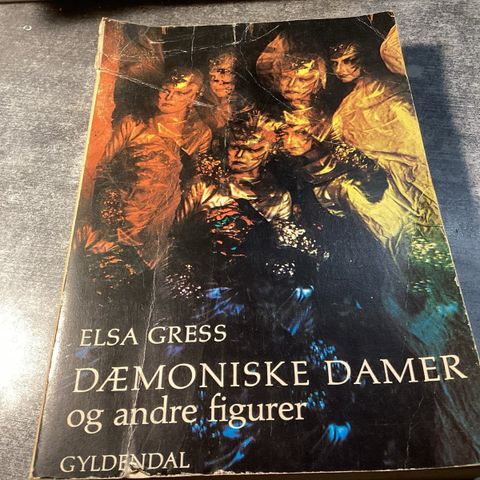 ELSA GRESS
DÆMONISKE DAMER
og andre figurer
GYLDENDAL